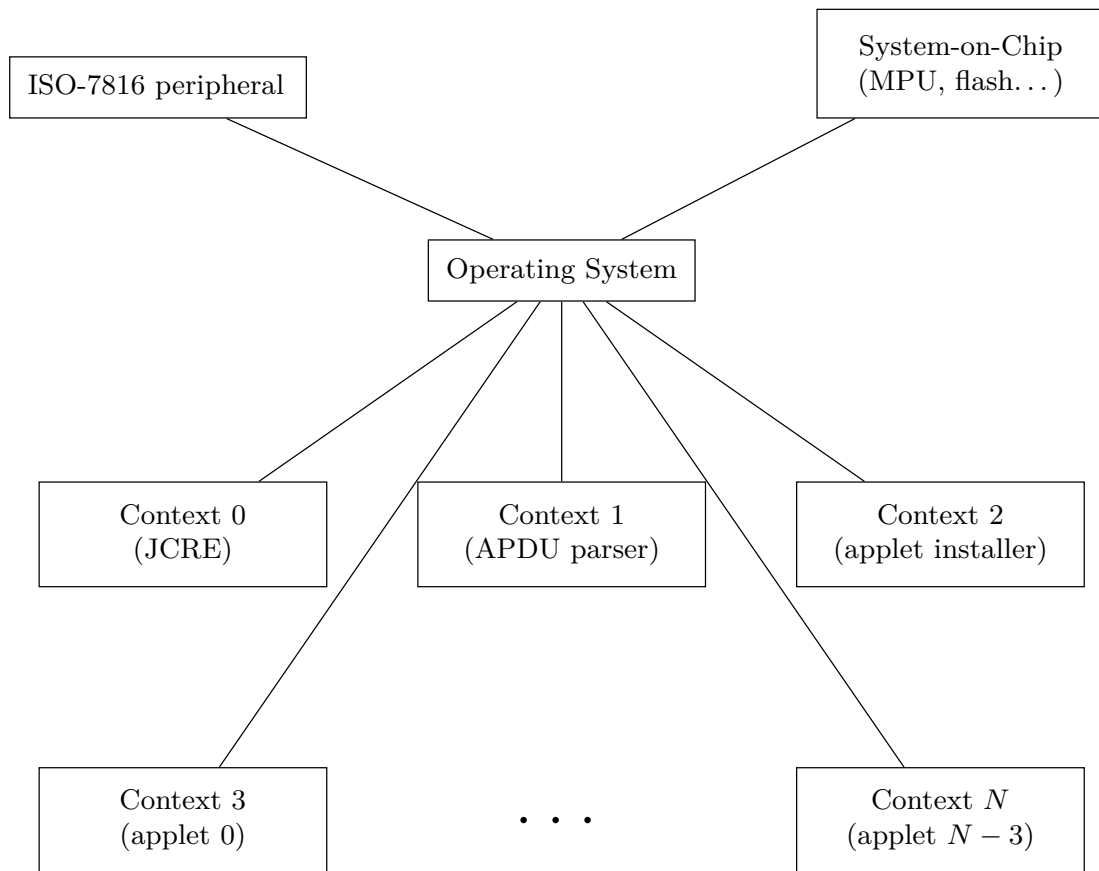 ISO-7816 peripheral
System-on-Chip
(MPU, flash. . . )
Operating System
Context 0
(JCRE)
Context 1
(APDU parser)
Context 2
(applet installer)
Context 3
(applet 0)
. . .
Context N
(applet N − 3)